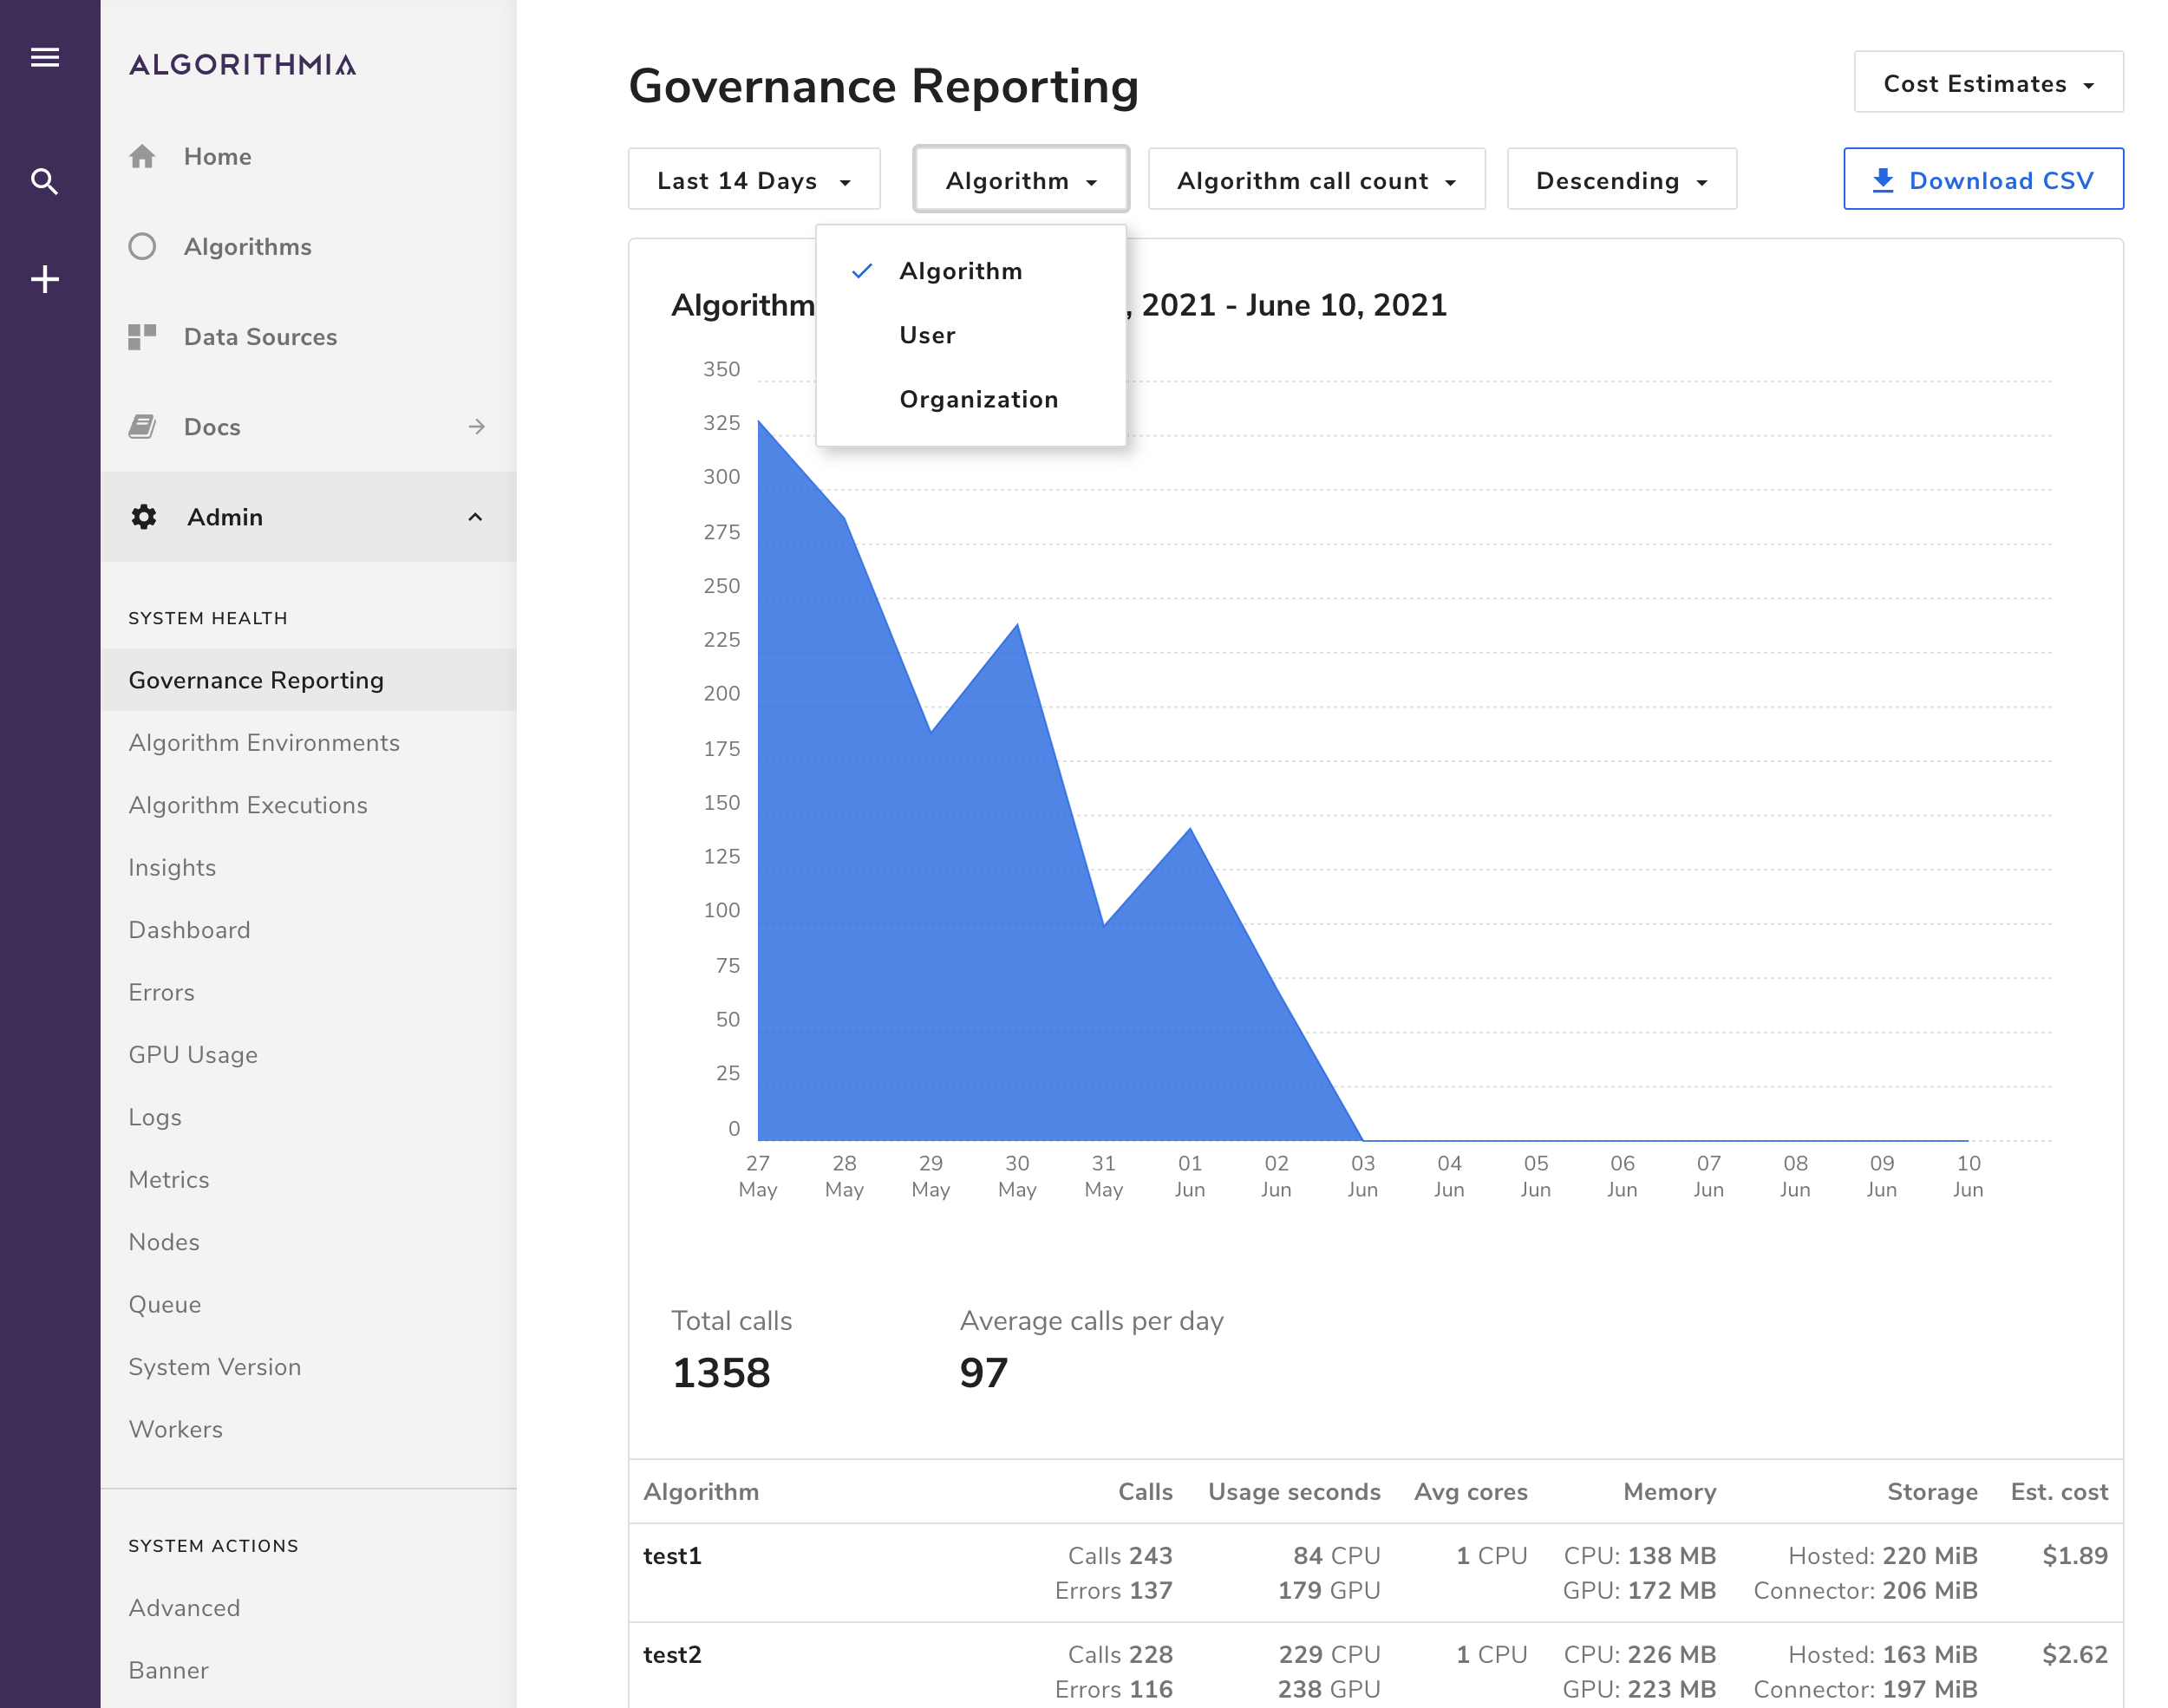 ALGORITHMIA
Home
Algorithms
Data Sources
Docs
Admin
SYSTEM HEALTH
Governance Reporting
Algorithm Environments
Algorithm Executions
Insights
Dashboard
Errors
GPU Usage
Logs
Metrics
Nodes
Queue
System Version
Workers
SYSTEM ACTIONS
Advanced
Banner
Governance Reporting
Cost Estimates
Last 14 Days
Algorithm
Algorithm call count
Descending
Download CSV
Algorithm
User
Organization
Algorithm , 2021 - June 10, 2021
350
325
300
275
250
225
200
175
150
125
100
75
50
25
0
27 May
28 May
29 May
30 May
31 May
01 Jun
02 Jun
03 Jun
04 Jun
05 Jun
06 Jun
07 Jun
08 Jun
09 Jun
10 Jun
Total calls
1358
Average calls per day
97
Algorithm Calls Usage seconds Avg cores Memory Storage Est. cost
test1 Calls 243 84 CPU 1 CPU CPU: 138 MB Hosted: 220 MiB $1.89
Errors 137 179 GPU GPU: 172 MB Connector: 206 MiB
test2 Calls 228 229 CPU 1 CPU CPU: 226 MB Hosted: 163 MiB $2.62
Errors 116 238 GPU GPU: 223 MB Connector: 197 MiB